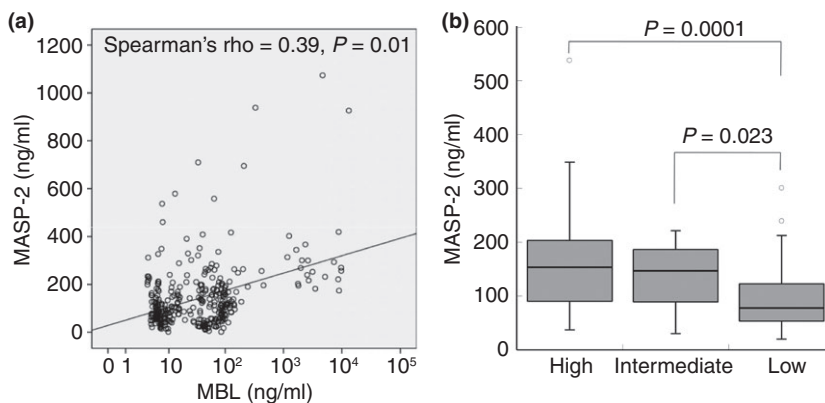 (a)
Spearman's rho = 0.39, P = 0.01
MASP-2 (ng/ml)
1200
1000
800
600
400
200
0
0 1 10 10² 10³ 10⁴ 10⁵
MBL (ng/ml)
(b)
P = 0.0001
P = 0.023
MASP-2 (ng/ml)
600
500
400
300
200
100
0
High Intermediate Low